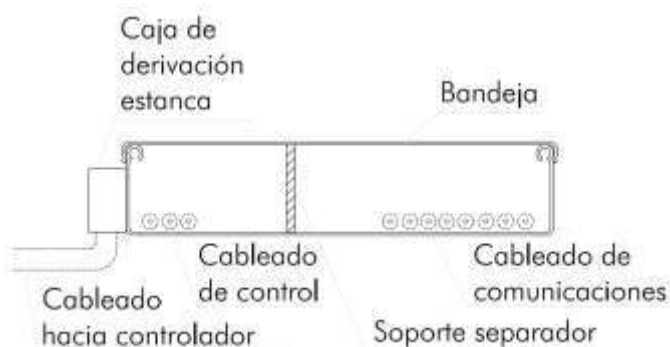 Caja de
derivación
estanca
Bandeja
Cableado
de control
Cableado de
comunicaciones
Cableado
hacia controlador
Soporte separador